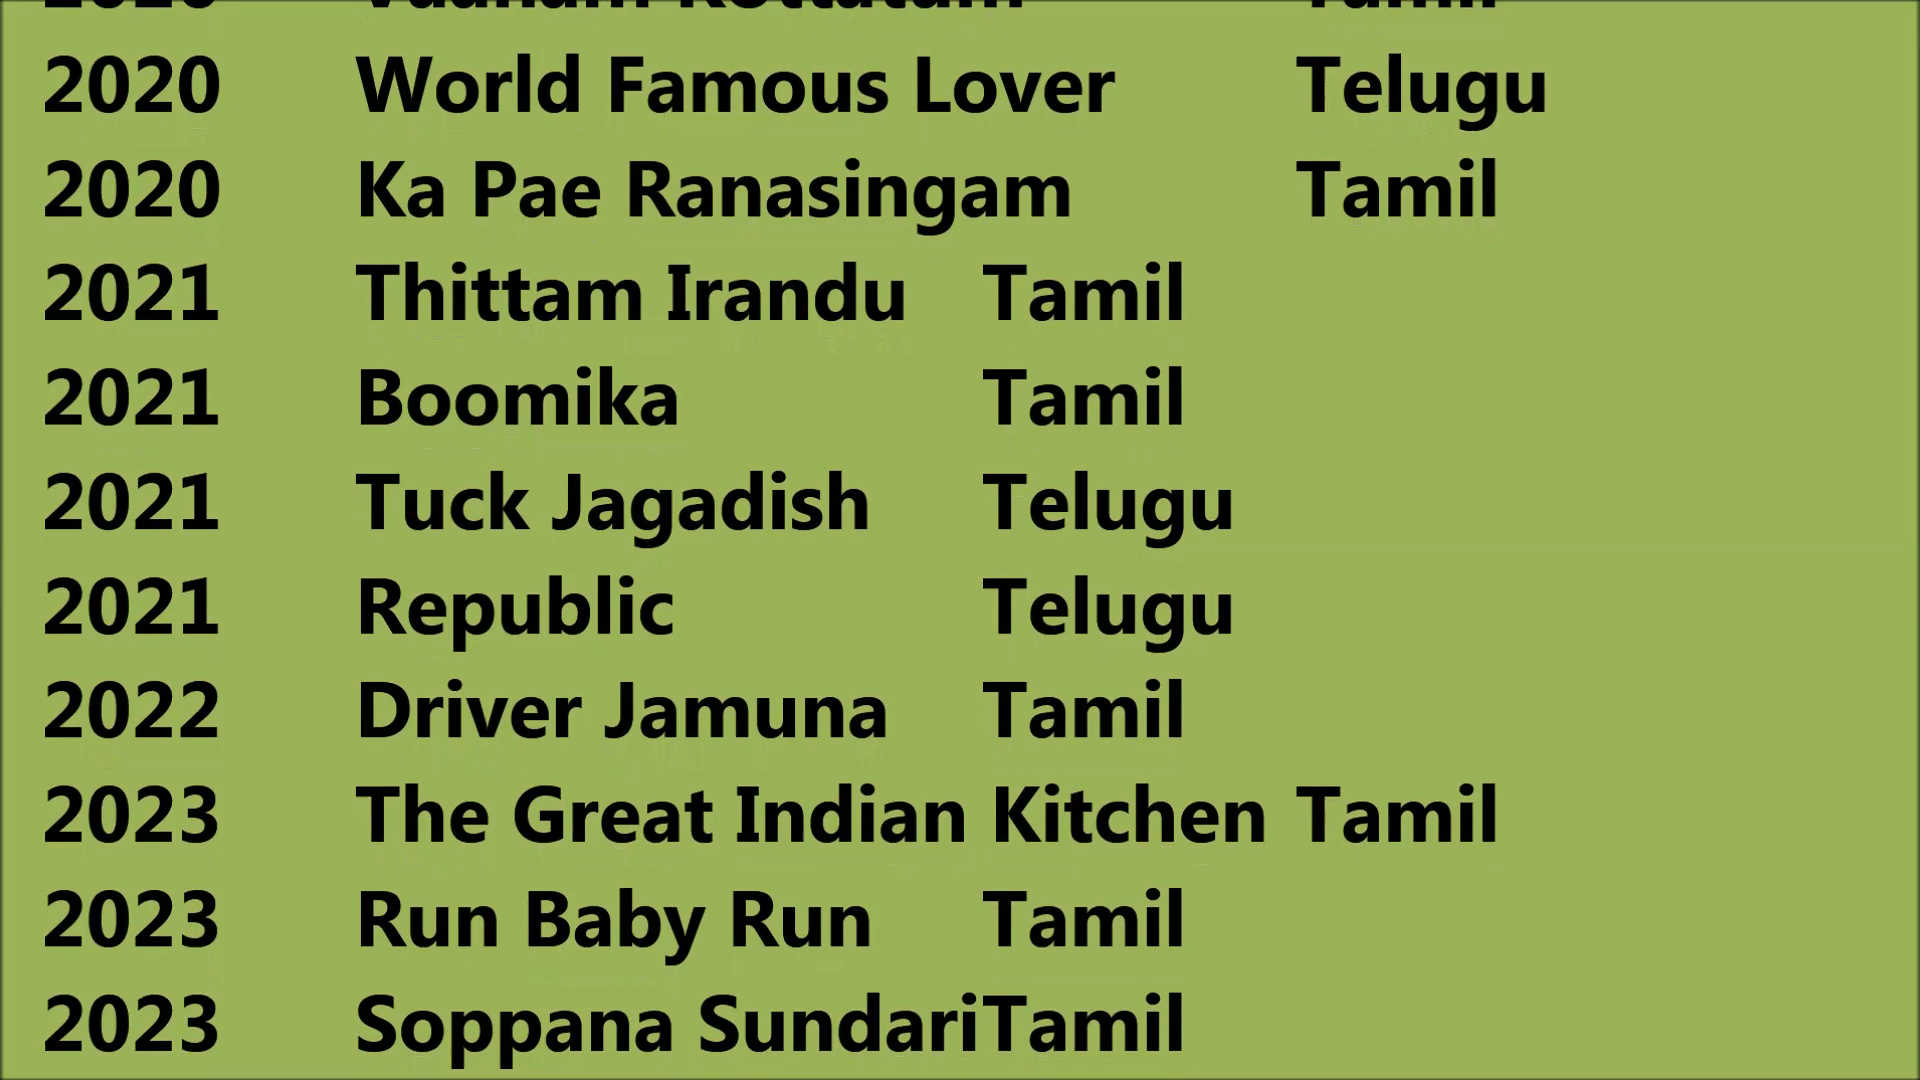 2020 World Famous Lover Telugu
2020 Ka Pae Ranasingam Tamil
2021 Thittam Irandu Tamil
2021 Boomika Tamil
2021 Tuck Jagadish Telugu
2021 Republic Telugu
2022 Driver Jamuna Tamil
2023 The Great Indian Kitchen Tamil
2023 Run Baby Run Tamil
2023 Soppana Sundari Tamil